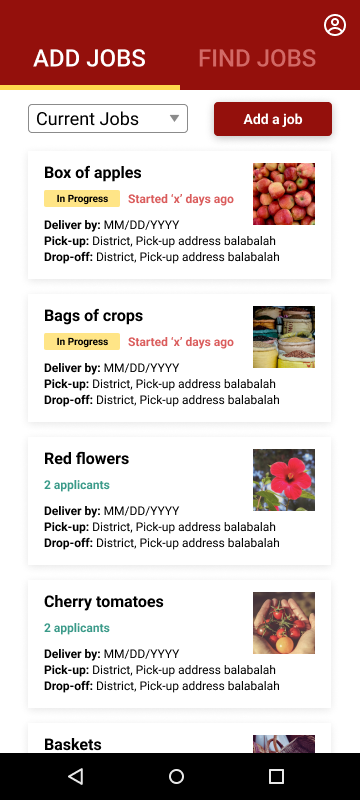 ADD JOBS FIND JOBS
Current Jobs Add a job
Box of apples
In Progress Started ‘x’ days ago
Deliver by: MM/DD/YYYY
Pick-up: District, Pick-up address balabalah
Drop-off: District, Pick-up address balabalah
Bags of crops
In Progress Started ‘x’ days ago
Deliver by: MM/DD/YYYY
Pick-up: District, Pick-up address balabalah
Drop-off: District, Pick-up address balabalah
Red flowers
2 applicants
Deliver by: MM/DD/YYYY
Pick-up: District, Pick-up address balabalah
Drop-off: District, Pick-up address balabalah
Cherry tomatoes
2 applicants
Deliver by: MM/DD/YYYY
Pick-up: District, Pick-up address balabalah
Drop-off: District, Pick-up address balabalah
Baskets